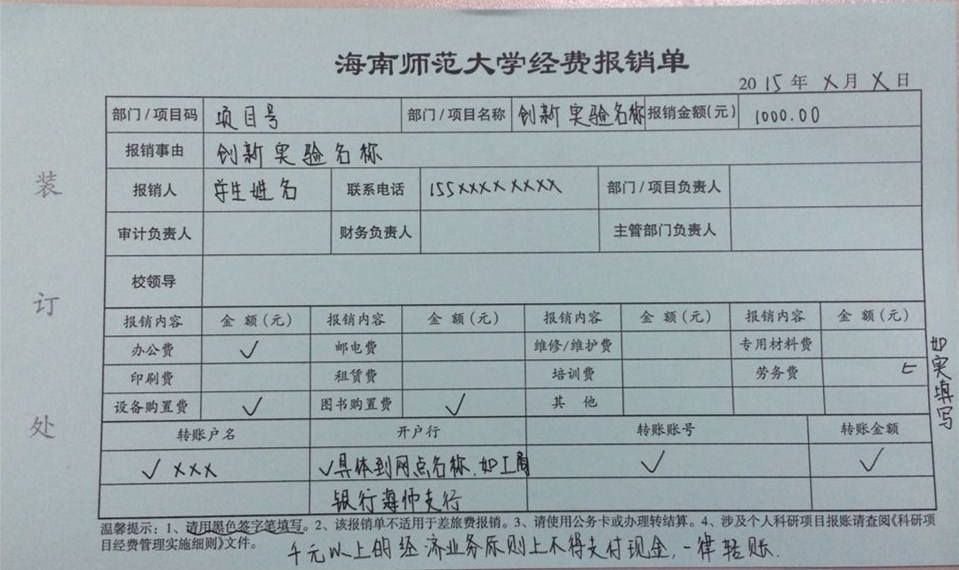 海南师范大学经费报销单
2015年 X月 X日
部门/项目码 项目号 部门/项目名称 创新实验名称 报销金额(元) 1000.00
报销事由 创新实验名称
报销人 学生姓名 联系电话 155XXXXXXXX 部门/项目负责人
审计负责人 财务负责人 主管部门负责人
校领导
报销内容 金额(元) 报销内容 金额(元) 报销内容 金额(元) 报销内容 金额(元)
办公费 ✓ 邮电费 维修/维护费 专用材料费
印刷费 租赁费 培训费 劳务费
设备购置费 ✓ 图书购置费 ✓ 其他
转账户名 开户行 转账账号 转账金额
✓ XXX ✓具体到网点名称.如工商 ✓ ✓
银行海师支行
温馨提示：1、请用黑色签字笔填写。2、该报销单不适用于差旅费报销。3、请使用公务卡或办理转结算。4、涉及个人科研项目报账请查阅《科研项
目经费管理实施细则》文件。
千元以上的经济业务原则上不得支付现金,一律转账.
装订处
如实填写